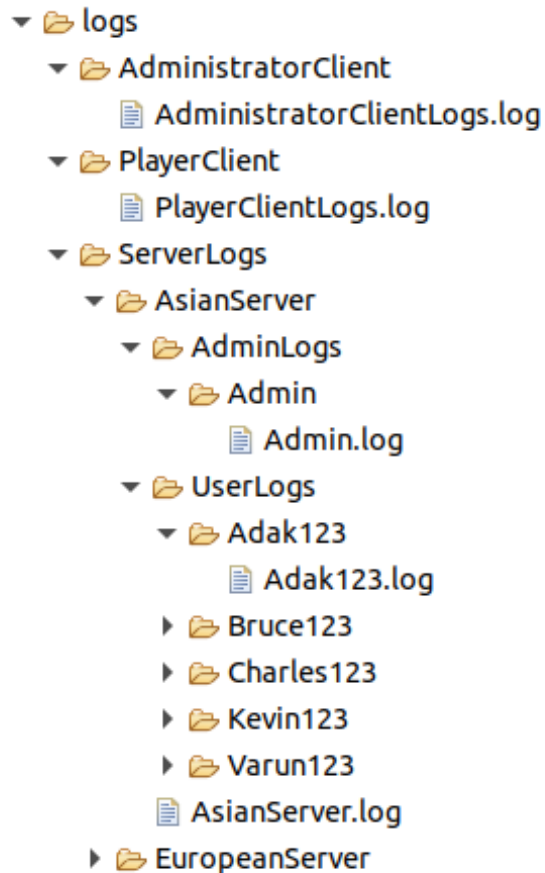 logs
AdministratorClient
AdministratorClientLogs.log
PlayerClient
PlayerClientLogs.log
ServerLogs
AsianServer
AdminLogs
Admin
Admin.log
UserLogs
Adak123
Adak123.log
Bruce123
Charles123
Kevin123
Varun123
AsianServer.log
EuropeanServer